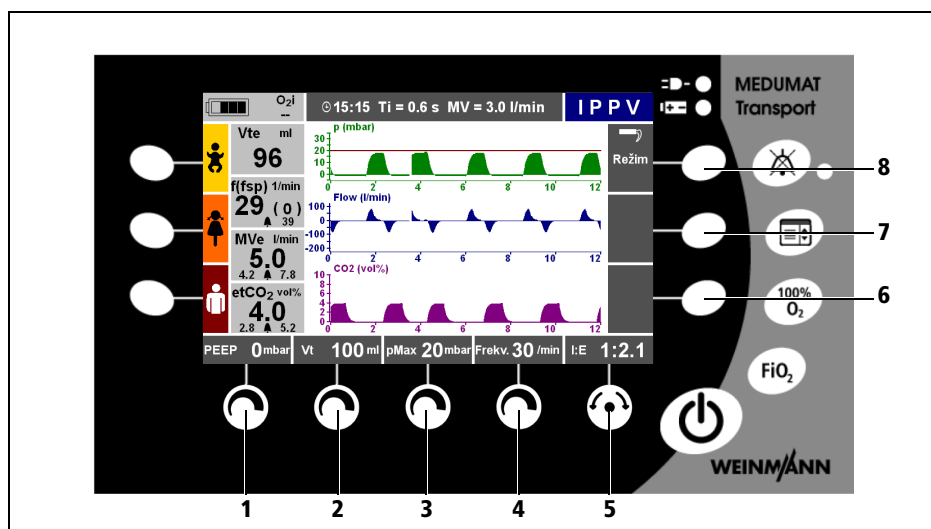 O2i
--
15:15 Ti = 0.6 s MV = 3.0 l/min
IPPV
MEDUMAT
Transport
Vte ml
96
f(fsp) 1/min
29 (0)
39
MVe l/min
5.0
4.2 7.8
etCO2 vol%
4.0
2.8 5.2
p (mbar)
30
20
10
0
0 2 4 6 8 10 12
Flow (l/min)
100
0
-100
-200
0 2 4 6 8 10 12
CO2 (vol%)
10
8
6
4
2
0
0 2 4 6 8 10 12
Režim
PEEP 0 mbar
Vt 100 ml
pMax 20 mbar
Frekv. 30 /min
I:E 1:2.1
100%
O2
FiO2
WEINMANN
8
7
6
1 2 3 4 5